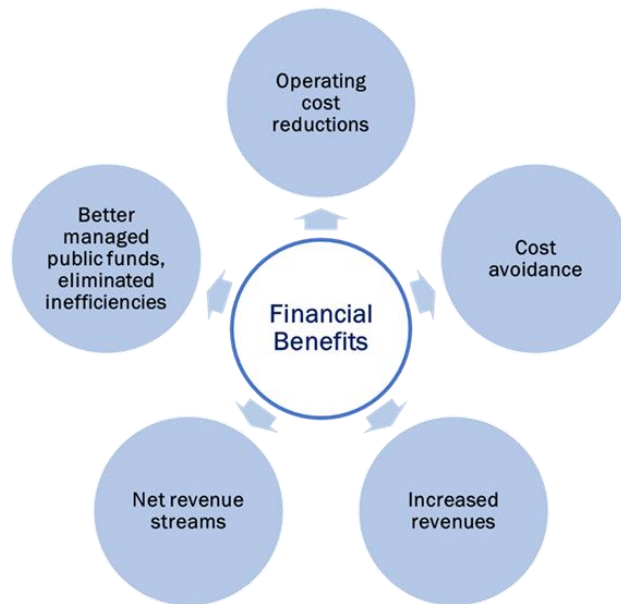 Operating
cost
reductions
Better
managed
public funds,
eliminated
inefficiencies
Cost
avoidance
Financial
Benefits
Net revenue
streams
Increased
revenues